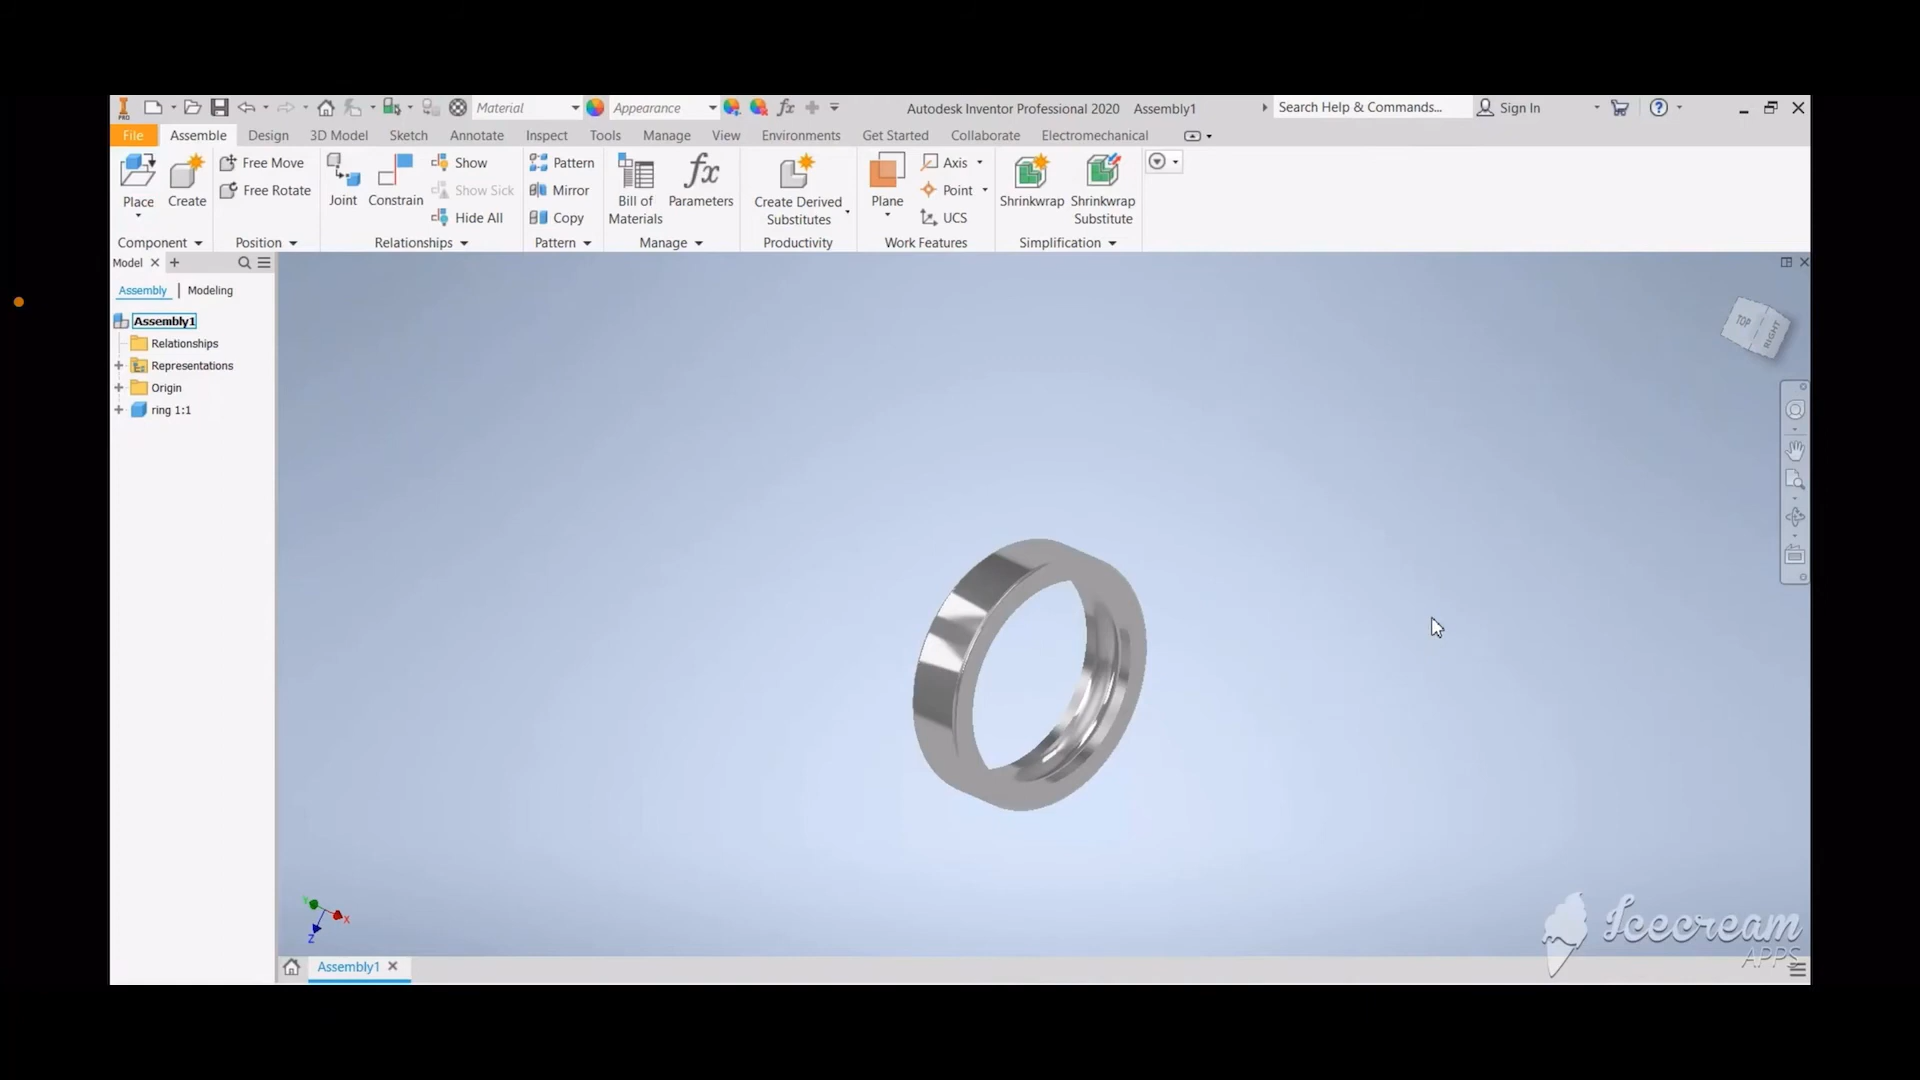 PRO Material Appearance fx Autodesk Inventor Professional 2020 Assembly1 Search Help & Commands... Sign In
File Assemble Design 3D Model Sketch Annotate Inspect Tools Manage View Environments Get Started Collaborate Electromechanical
Place
Create
Free Move
Free Rotate
Joint
Constrain
Show
Show Sick
Hide All
Pattern
Mirror
Copy
Bill of
Materials
fx
Parameters
Create Derived
Substitutes
Plane
Axis
Point
UCS
Shrinkwrap
Shrinkwrap
Substitute
Component Position Relationships Pattern Manage Productivity Work Features Simplification
Model
Assembly | Modeling
Assembly1
Relationships
Representations
Origin
ring 1:1
TOP
RIGHT
Y
X
Z
Icecream
APPS
Assembly1